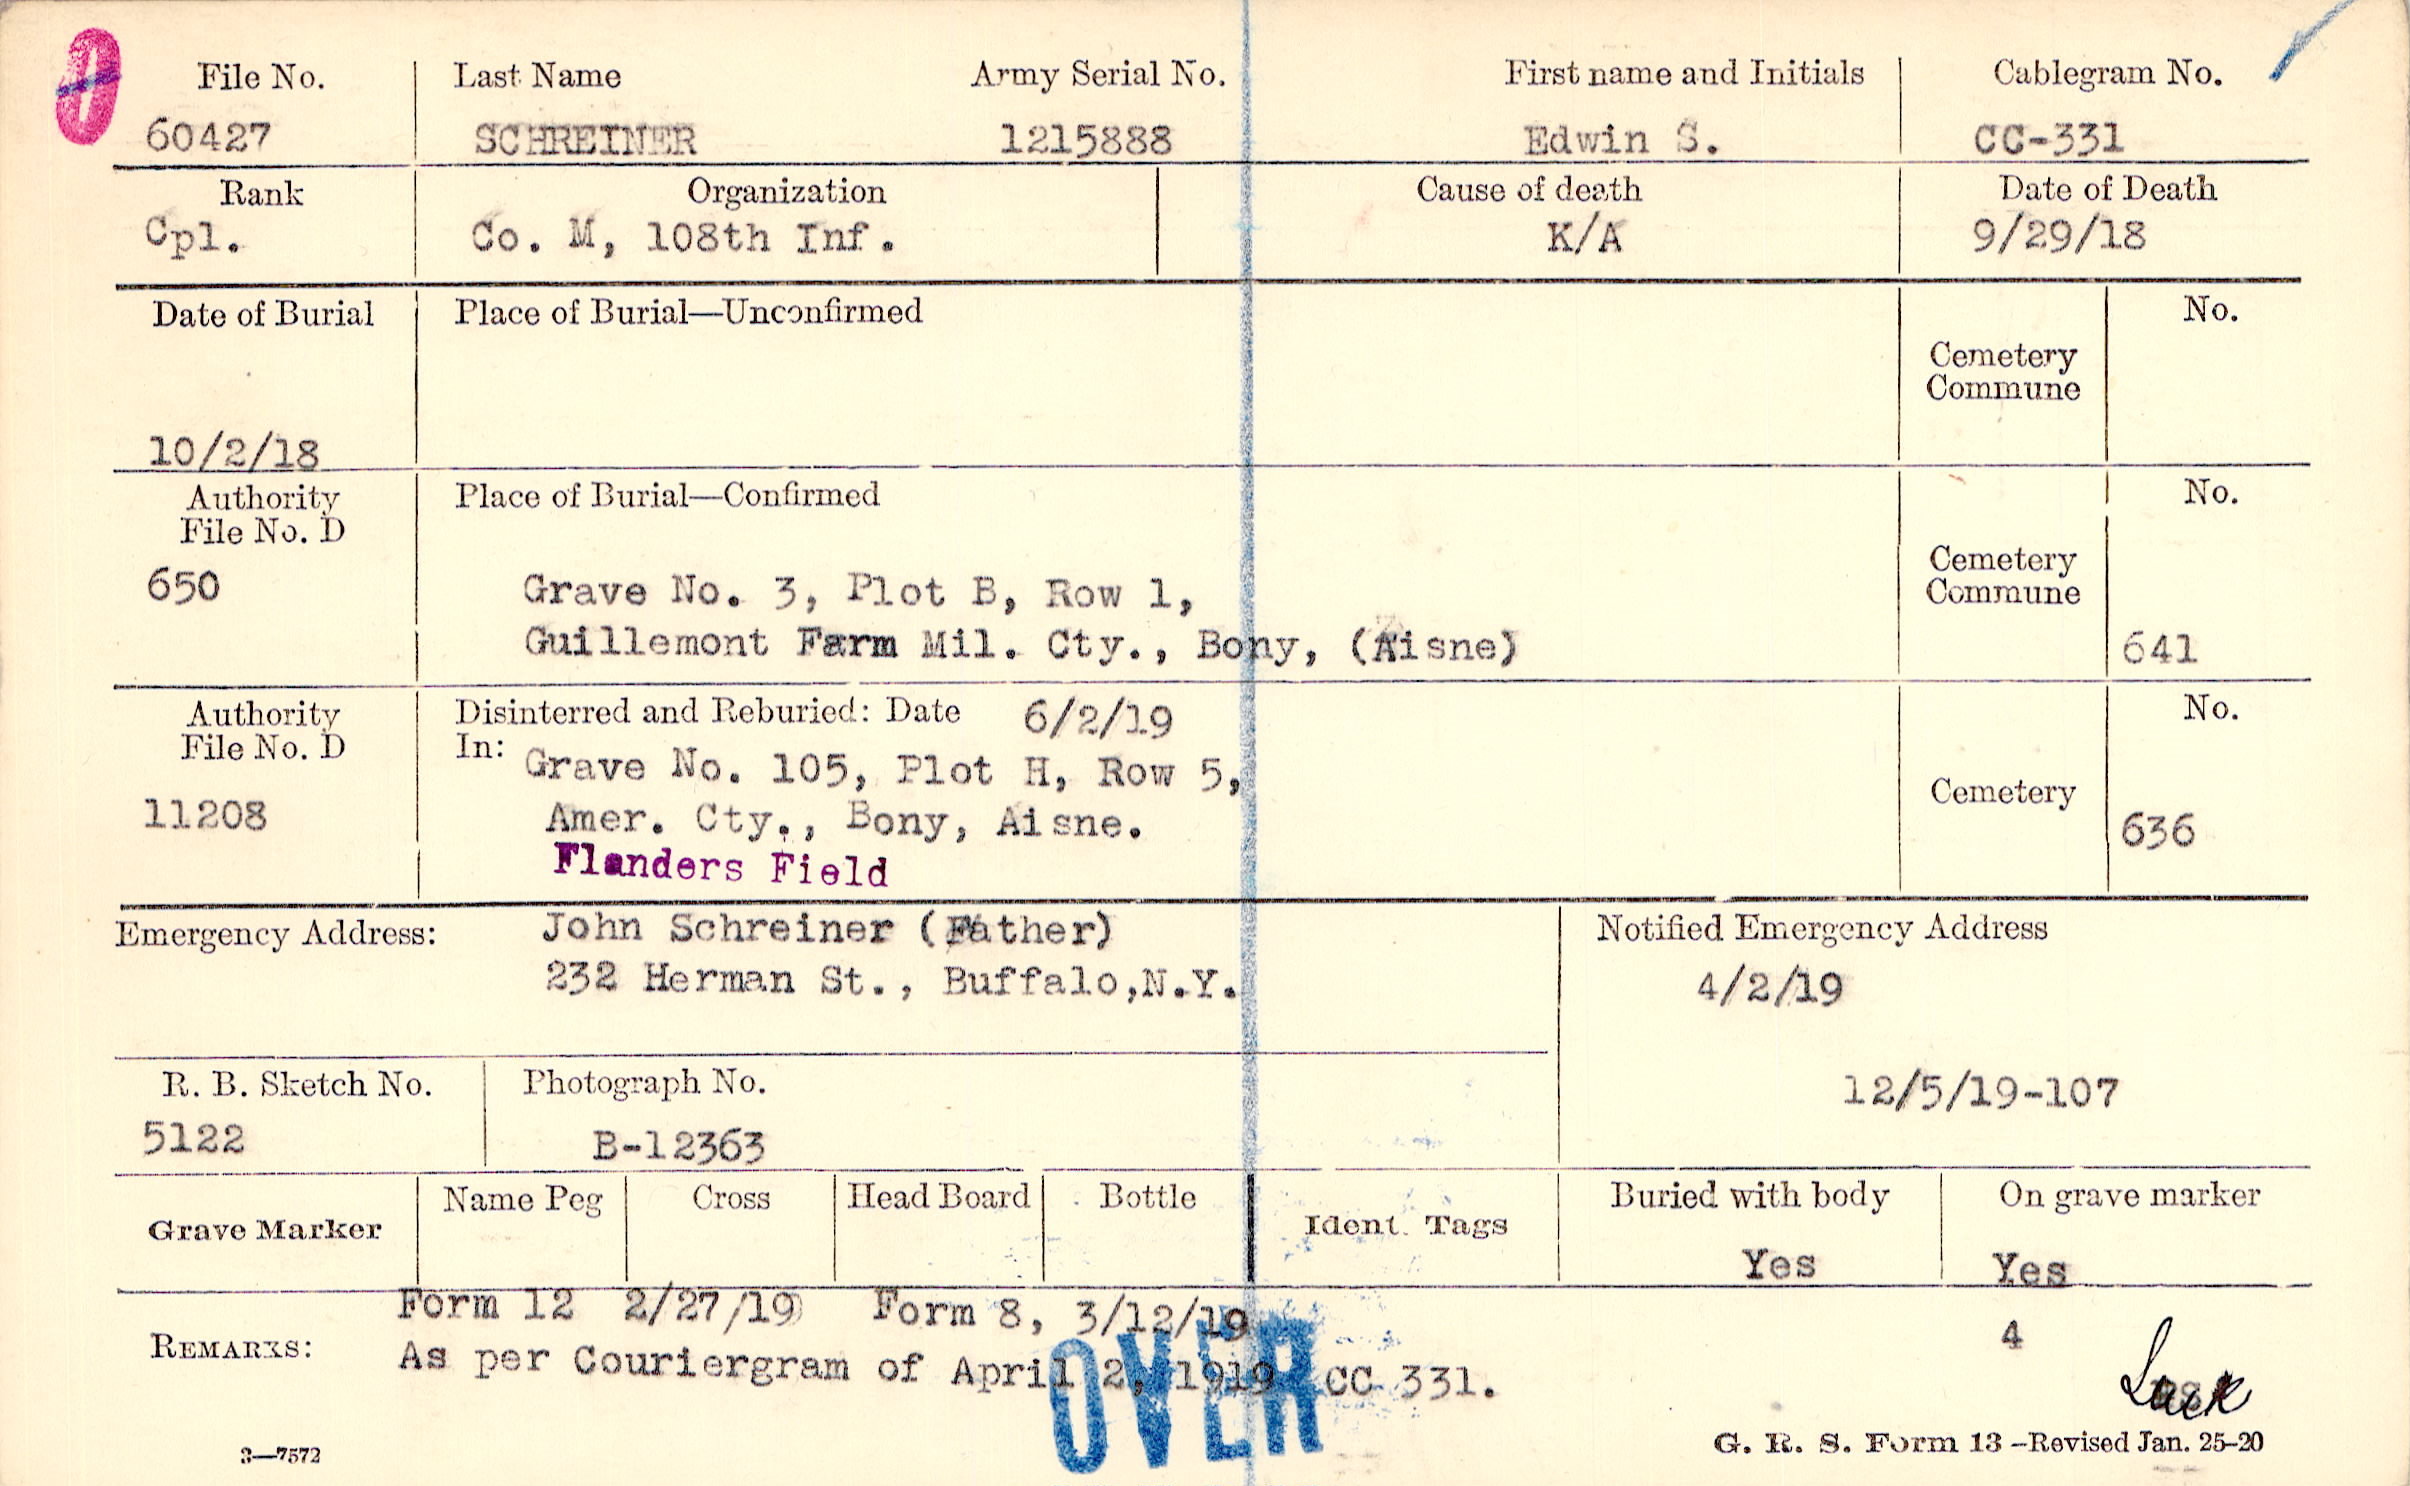 File No. Last Name Army Serial No. First name and Initials Cablegram No.
60427 SCHREINER 1215888 Edwin S. CC-331
Rank Organization Cause of death Date of Death
Cpl. Co. M, 108th Inf. K/A 9/29/18
Date of Burial Place of Burial—Unconfirmed No.
Cemetery
Commune
10/2/18
Authority Place of Burial—Confirmed No.
File No. D
Cemetery
650 Grave No. 3, Plot B, Row 1, Commune
Guillemont Farm Mil. Cty., Bony, (Aisne) 641
Authority Disinterred and Reburied: Date 6/2/19 No.
File No. D In: Grave No. 105, Plot H, Row 5,
Cemetery
11208 Amer. Cty., Bony, Aisne. 636
Flanders Field
Emergency Address: John Schreiner (Father) Notified Emergency Address
232 Herman St., Buffalo,N.Y. 4/2/19
R. B. Sketch No. Photograph No. 12/5/19-107
5122 B-12363
Name Peg Cross Head Board Bottle Buried with body On grave marker
Grave Marker Ident. Tags
Yes Yes
Form 12 2/27/19 Form 8, 3/12/19
REMARKS: 4
As per Couriergram of April 2, 1919 CC 331.
OVER
3—7572 G. R. S. Form 13—Revised Jan. 25-20